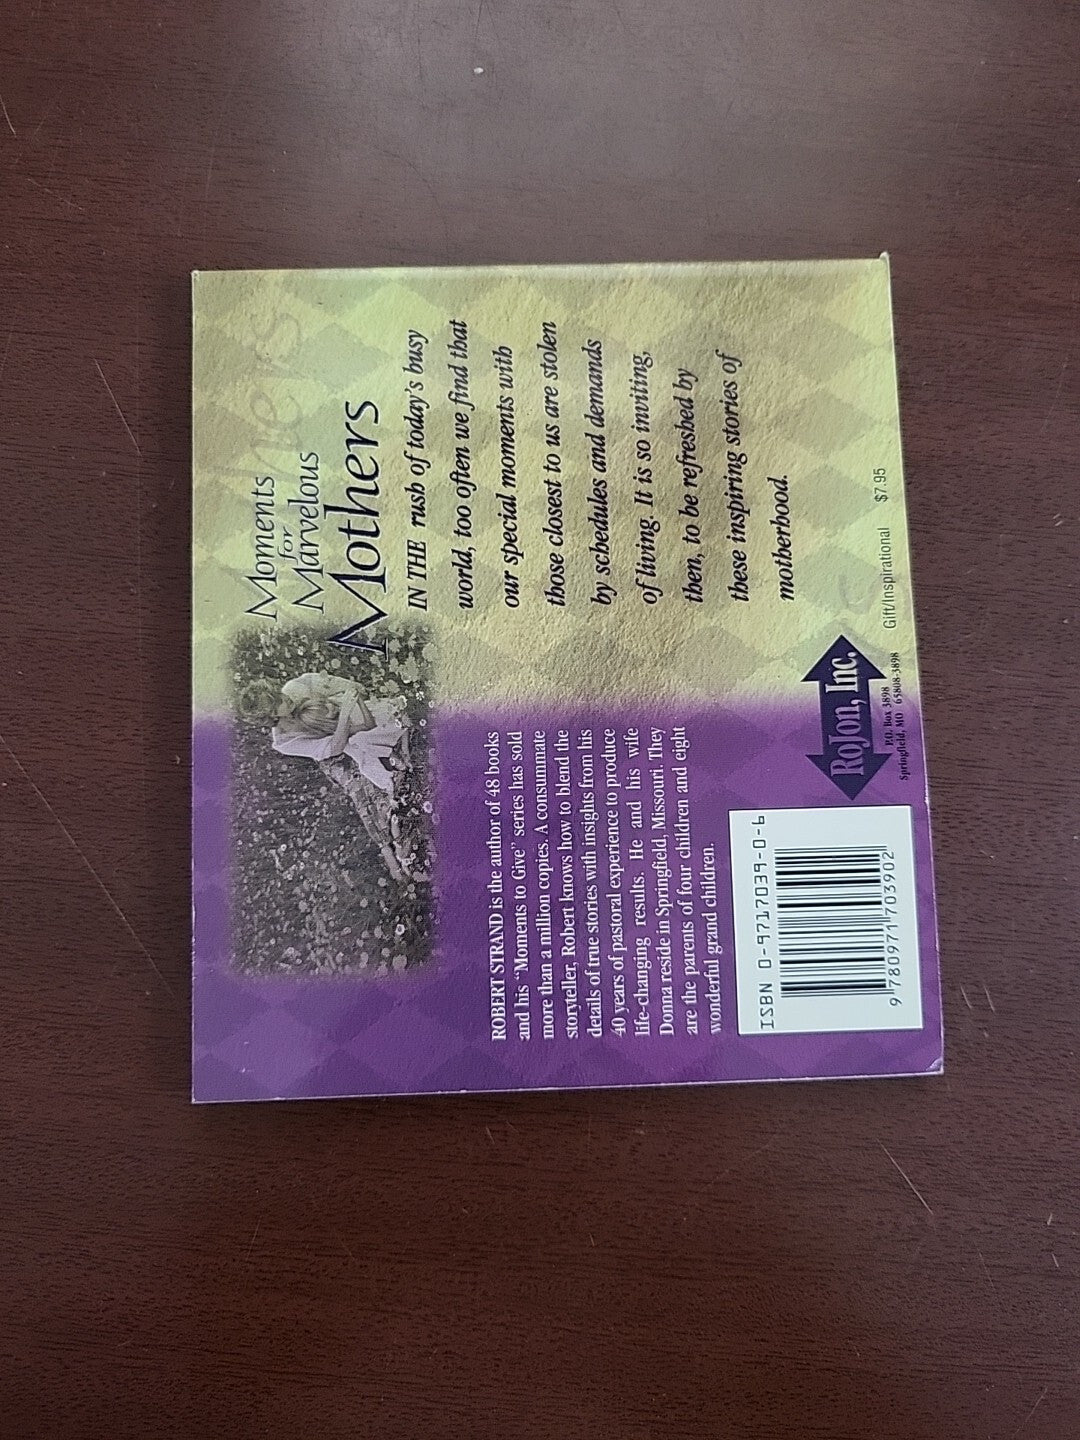 Moments
for
Marvelous
Mothers
IN THE rush of today's busy
world, too often we find that
our special moments with
those closest to us are stolen
by schedules and demands
of living. It is so inviting,
then, to be refreshed by
these inspiring stories of
motherhood.
ROBERT STRAND is the author of 48 books
and his "Moments to Give" series has sold
more than a million copies. A consummate
storyteller, Robert knows how to blend the
details of true stories with insights from his
40 years of pastoral experience to produce
life-changing results. He and his wife
Donna reside in Springfield, Missouri. They
are the parents of four children and eight
wonderful grand children.
ISBN 0-9717039-0-6
9 780971 703902
RoJon, Inc.
P.O. Box 3898
Springfield, MO 65808-3898
Gift/Inspirational $7.95